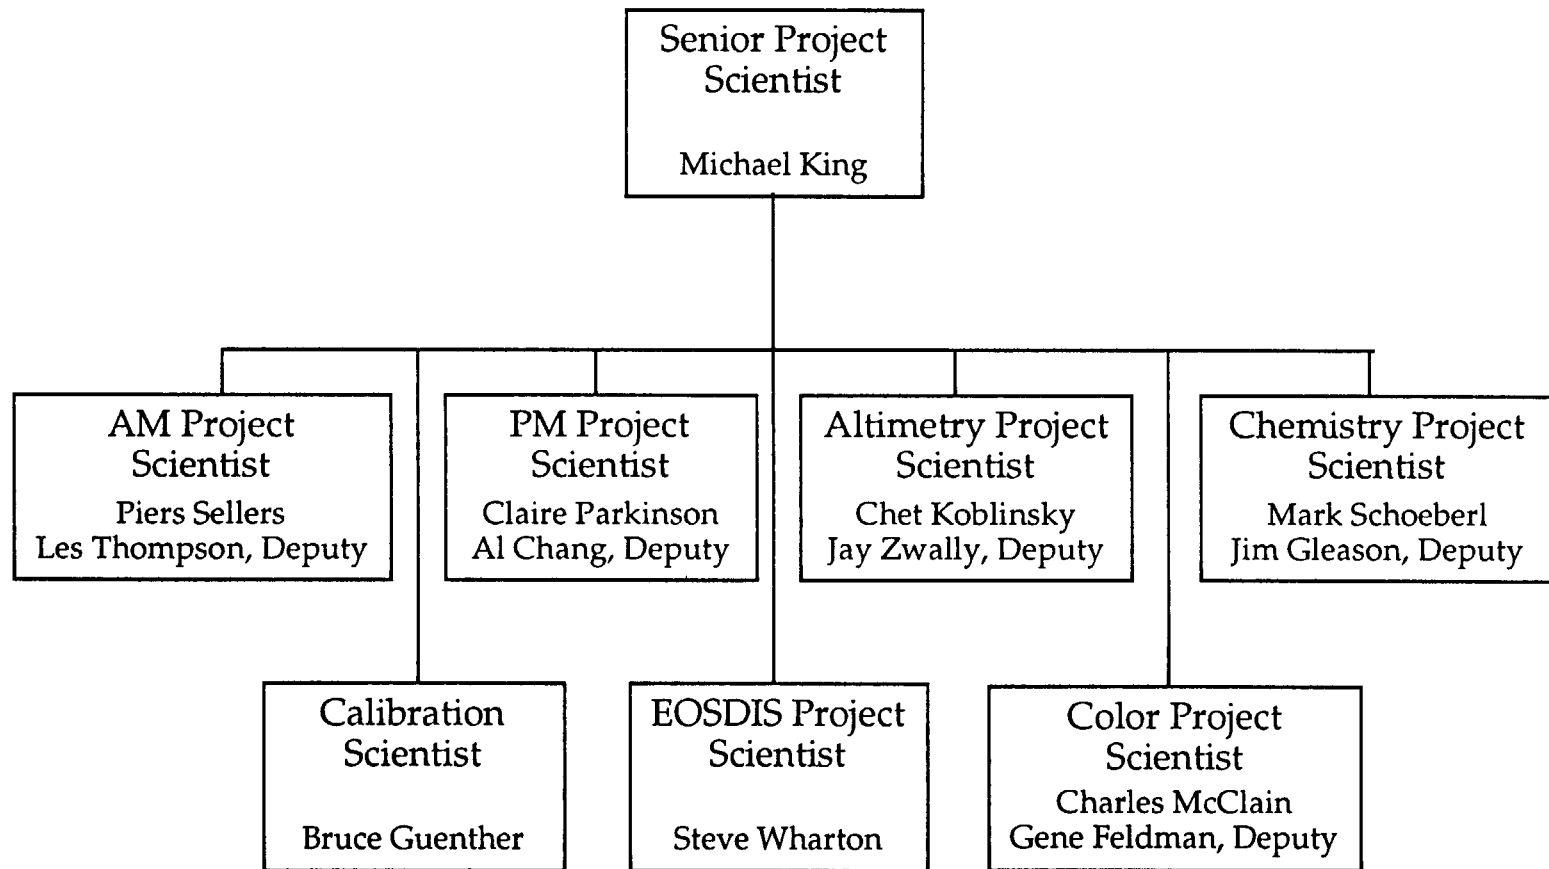 Senior Project
Scientist
Michael King
AM Project
Scientist
Piers Sellers
Les Thompson, Deputy
PM Project
Scientist
Claire Parkinson
Al Chang, Deputy
Altimetry Project
Scientist
Chet Koblinsky
Jay Zwally, Deputy
Chemistry Project
Scientist
Mark Schoeberl
Jim Gleason, Deputy
Calibration
Scientist
Bruce Guenther
EOSDIS Project
Scientist
Steve Wharton
Color Project
Scientist
Charles McClain
Gene Feldman, Deputy